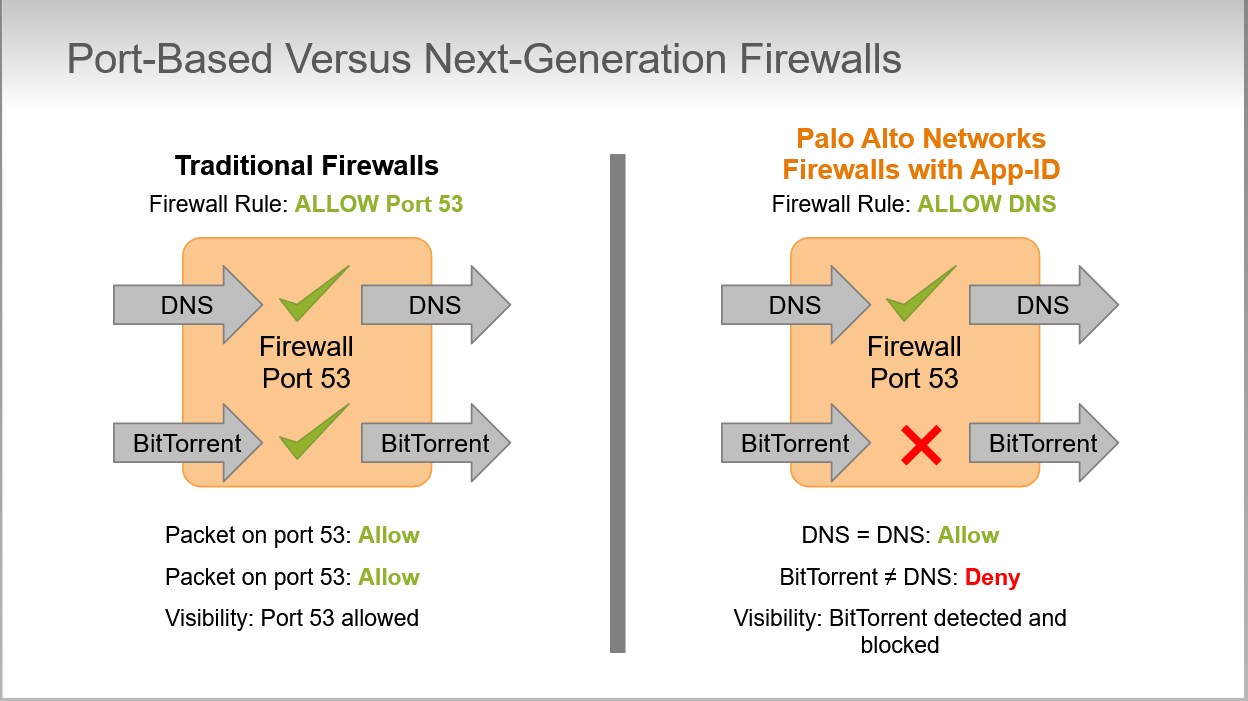 Port-Based Versus Next-Generation Firewalls
Traditional Firewalls
Firewall Rule: ALLOW Port 53
DNS
DNS
Firewall
Port 53
BitTorrent
BitTorrent
Packet on port 53: Allow
Packet on port 53: Allow
Visibility: Port 53 allowed
Palo Alto Networks
Firewalls with App-ID
Firewall Rule: ALLOW DNS
DNS
DNS
Firewall
Port 53
BitTorrent
BitTorrent
DNS = DNS: Allow
BitTorrent ≠ DNS: Deny
Visibility: BitTorrent detected and
blocked